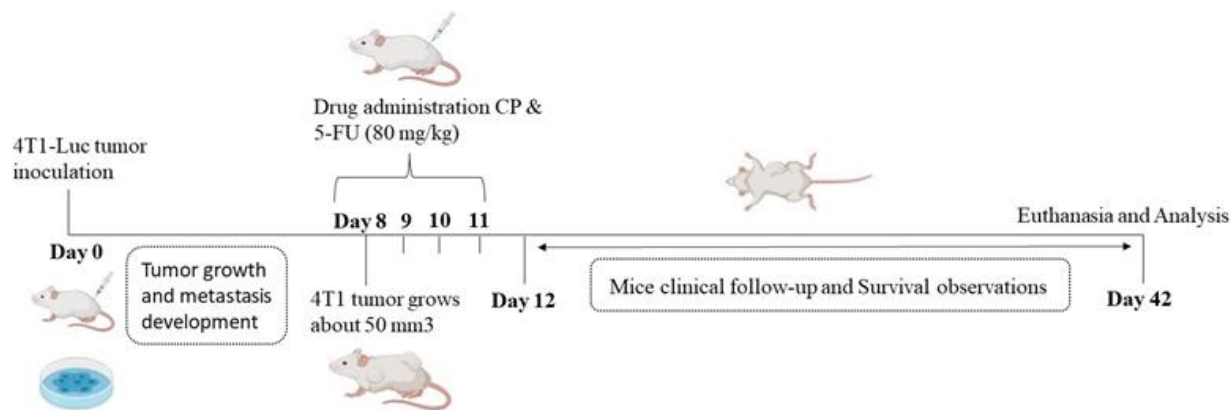 Drug administration CP &
5-FU (80 mg/kg)
4T1-Luc tumor
inoculation
Day 8 9 10 11
Euthanasia and Analysis
Day 0
Tumor growth
and metastasis
development
4T1 tumor grows
about 50 mm3
Day 12
Mice clinical follow-up and Survival observations
Day 42